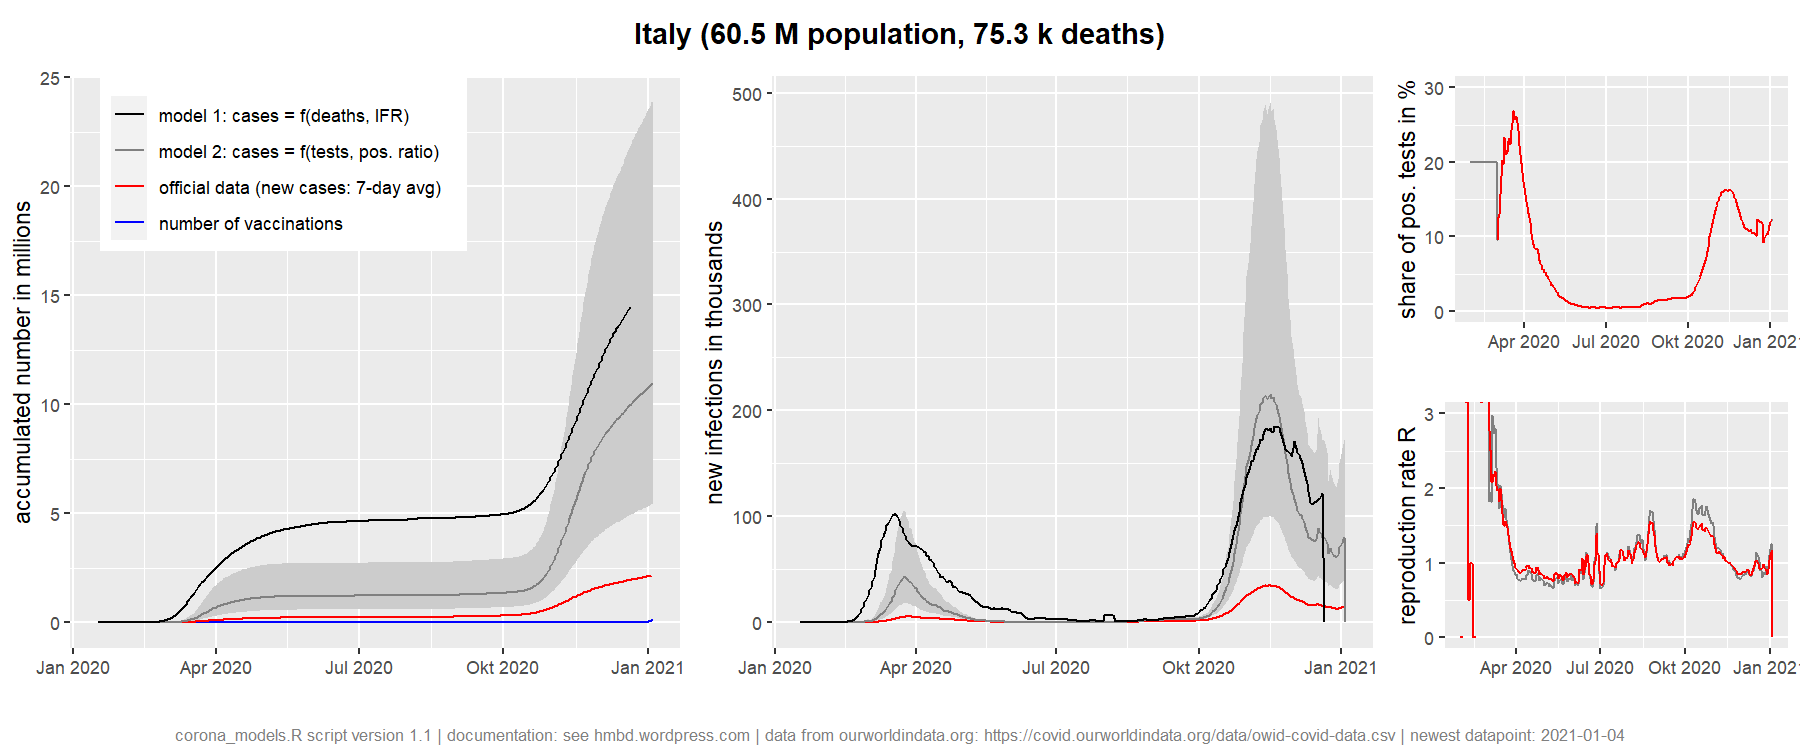 Italy (60.5 M population, 75.3 k deaths)
accumulated number in millions
25
20
15
10
5
0
model 1: cases = f(deaths, IFR)
model 2: cases = f(tests, pos. ratio)
official data (new cases: 7-day avg)
number of vaccinations
Jan 2020 Apr 2020 Jul 2020 Okt 2020 Jan 2021
new infections in thousands
500
400
300
200
100
0
Jan 2020 Apr 2020 Jul 2020 Okt 2020 Jan 2021
share of pos. tests in %
30
20
10
0
Apr 2020 Jul 2020 Okt 2020 Jan 2021
reproduction rate R
3
2
1
0
Apr 2020 Jul 2020 Okt 2020 Jan 2021
corona_models.R script version 1.1 | documentation: see hmbd.wordpress.com | data from ourworldindata.org: https://covid.ourworldindata.org/data/owid-covid-data.csv | newest datapoint: 2021-01-04